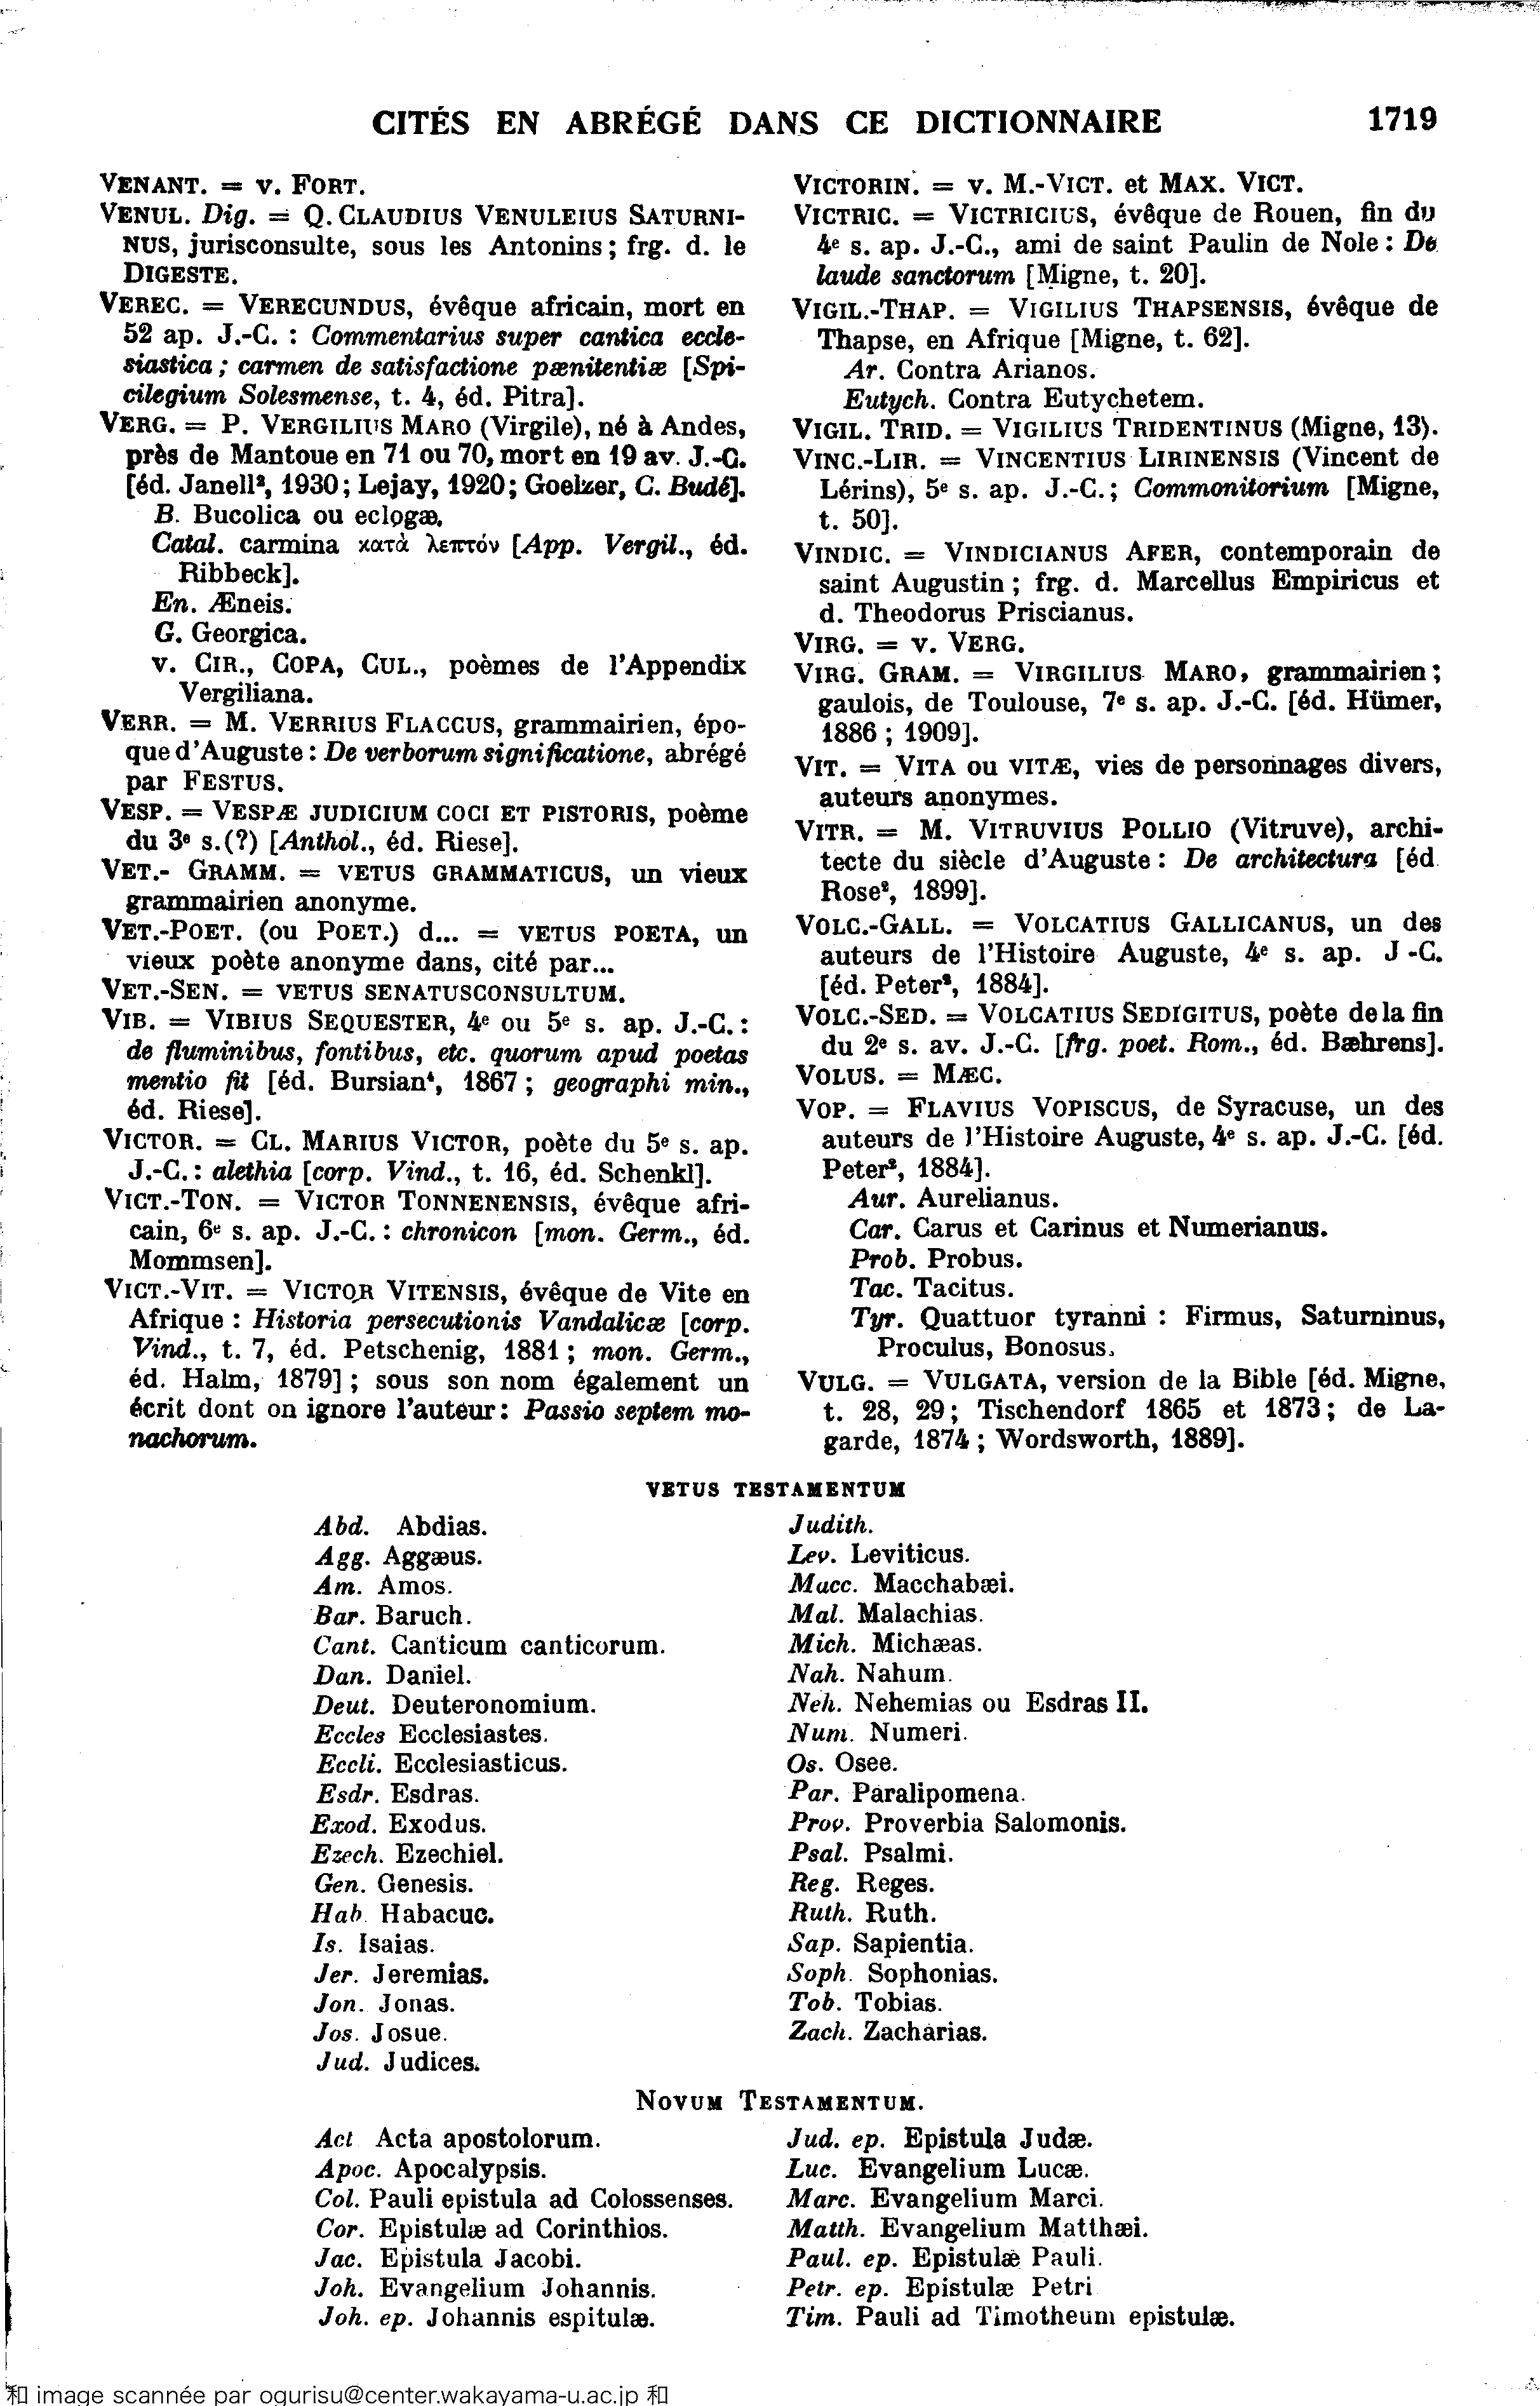 CITÉS EN ABRÉGÉ DANS CE DICTIONNAIRE 1719
VENANT. = v. FORT.
VENUL. Dig. = Q. CLAUDIUS VENULEIUS SATURNI-
NUS, jurisconsulte, sous les Antonins; frg. d. le
DIGESTE.
VEREC. = VERECUNDUS, évêque africain, mort en
52 ap. J.-C. : Commentarius super cantica eccle-
siastica ; carmen de satisfactione pænitentiæ [Spi-
cilegium Solesmense, t. 4, éd. Pitra].
VERG. = P. VERGILIUS MARO (Virgile), né à Andes,
près de Mantoue en 71 ou 70, mort en 19 av. J.-C.
[éd. Janell², 1930; Lejay, 1920; Goelzer, C. Budé].
B. Bucolica ou eclogæ.
Catal. carmina κατὰ λεπτόν [App. Vergil., éd.
Ribbeck].
En. Æneis.
G. Georgica.
v. CIR., COPA, CUL., poèmes de l'Appendix
Vergiliana.
VERR. = M. VERRIUS FLACCUS, grammairien, épo-
que d'Auguste : De verborum significatione, abrégé
par FESTUS.
VESP. = VESPÆ JUDICIUM COCI ET PISTORIS, poème
du 3e s.(?) [Anthol., éd. Riese].
VET.- GRAMM. = VETUS GRAMMATICUS, un vieux
grammairien anonyme.
VET.-POET. (ou POET.) d... = VETUS POETA, un
vieux poète anonyme dans, cité par...
VET.-SEN. = VETUS SENATUSCONSULTUM.
VIB. = VIBIUS SEQUESTER, 4e ou 5e s. ap. J.-C. :
de fluminibus, fontibus, etc. quorum apud poetas
mentio fit [éd. Bursian⁴, 1867 ; geographi min.,
éd. Riese].
VICTOR. = CL. MARIUS VICTOR, poète du 5e s. ap.
J.-C. : alethia [corp. Vind., t. 16, éd. Schenkl].
VICT.-TON. = VICTOR TONNENENSIS, évêque afri-
cain, 6e s. ap. J.-C. : chronicon [mon. Germ., éd.
Mommsen].
VICT.-VIT. = VICTOR VITENSIS, évêque de Vite en
Afrique : Historia persecutionis Vandalicæ [corp.
Vind., t. 7, éd. Petschenig, 1881 ; mon. Germ.,
éd. Halm, 1879] ; sous son nom également un
écrit dont on ignore l'auteur : Passio septem mo-
nachorum.
VICTORIN. = v. M.-VICT. et MAX. VICT.
VICTRIC. = VICTRICIUS, évêque de Rouen, fin du
4e s. ap. J.-C., ami de saint Paulin de Nole : De
laude sanctorum [Migne, t. 20].
VIGIL.-THAP. = VIGILIUS THAPSENSIS, évêque de
Thapse, en Afrique [Migne, t. 62].
Ar. Contra Arianos.
Eutych. Contra Eutychetem.
VIGIL. TRID. = VIGILIUS TRIDENTINUS (Migne, 13).
VINC.-LIR. = VINCENTIUS LIRINENSIS (Vincent de
Lérins), 5e s. ap. J.-C.; Commonitorium [Migne,
t. 50].
VINDIC. = VINDICIANUS AFER, contemporain de
saint Augustin ; frg. d. Marcellus Empiricus et
d. Theodorus Priscianus.
VIRG. = v. VERG.
VIRG. GRAM. = VIRGILIUS MARO, grammairien ;
gaulois, de Toulouse, 7e s. ap. J.-C. [éd. Hümer,
1886 ; 1909].
VIT. = VITA ou VITÆ, vies de personnages divers,
auteurs anonymes.
VITR. = M. VITRUVIUS POLLIO (Vitruve), archi-
tecte du siècle d'Auguste : De architectura [éd.
Rose², 1899].
VOLC.-GALL. = VOLCATIUS GALLICANUS, un des
auteurs de l'Histoire Auguste, 4e s. ap. J -C.
[éd. Peter², 1884].
VOLC.-SED. = VOLCATIUS SEDIGITUS, poète de la fin
du 2e s. av. J.-C. [frg. poet. Rom., éd. Bæhrens].
VOLUS. = MÆC.
VOP. = FLAVIUS VOPISCUS, de Syracuse, un des
auteurs de l'Histoire Auguste, 4e s. ap. J.-C. [éd.
Peter², 1884].
Aur. Aurelianus.
Car. Carus et Carinus et Numerianus.
Prob. Probus.
Tac. Tacitus.
Tyr. Quattuor tyranni : Firmus, Saturninus,
Proculus, Bonosus.
VULG. = VULGATA, version de la Bible [éd. Migne,
t. 28, 29; Tischendorf 1865 et 1873; de La-
garde, 1874 ; Wordsworth, 1889].
VETUS TESTAMENTUM
Abd. Abdias.
Agg. Aggæus.
Am. Amos.
Bar. Baruch.
Cant. Canticum canticorum.
Dan. Daniel.
Deut. Deuteronomium.
Eccles Ecclesiastes.
Eccli. Ecclesiasticus.
Esdr. Esdras.
Exod. Exodus.
Ezech. Ezechiel.
Gen. Genesis.
Hab. Habacuc.
Is. Isaias.
Jer. Jeremias.
Jon. Jonas.
Jos. Josue.
Jud. Judices.
Judith.
Lev. Leviticus.
Macc. Macchabæi.
Mal. Malachias.
Mich. Michæas.
Nah. Nahum.
Neh. Nehemias ou Esdras II.
Num. Numeri.
Os. Osee.
Par. Paralipomena.
Prov. Proverbia Salomonis.
Psal. Psalmi.
Reg. Reges.
Ruth. Ruth.
Sap. Sapientia.
Soph. Sophonias.
Tob. Tobias.
Zach. Zacharias.
NOVUM TESTAMENTUM.
Act Acta apostolorum.
Apoc. Apocalypsis.
Col. Pauli epistula ad Colossenses.
Cor. Epistulæ ad Corinthios.
Jac. Epistula Jacobi.
Joh. Evangelium Johannis.
Joh. ep. Johannis espitulæ.
Jud. ep. Epistula Judæ.
Luc. Evangelium Lucæ.
Marc. Evangelium Marci.
Matth. Evangelium Matthæi.
Paul. ep. Epistulæ Pauli.
Petr. ep. Epistulæ Petri
Tim. Pauli ad Timotheum epistulæ.
和 image scannée par ogurisu@center.wakayama-u.ac.jp 和